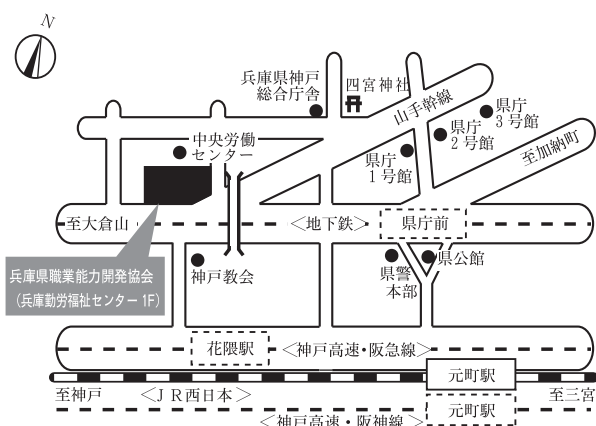 N
兵庫県神戸
総合庁舎
四宮神社
山手幹線
県庁
3号館
県庁
2号館
県庁
1号館
至加納町
中央労働
センター
至大倉山
〈地下鉄〉
県庁前
兵庫県職業能力開発協会
(兵庫勤労福祉センター 1F)
神戸教会
県警
本部
県公館
花隈駅
〈神戸高速・阪急線〉
元町駅
至神戸
〈JR西日本〉
至三宮
〈神戸高速・阪神線〉
元町駅